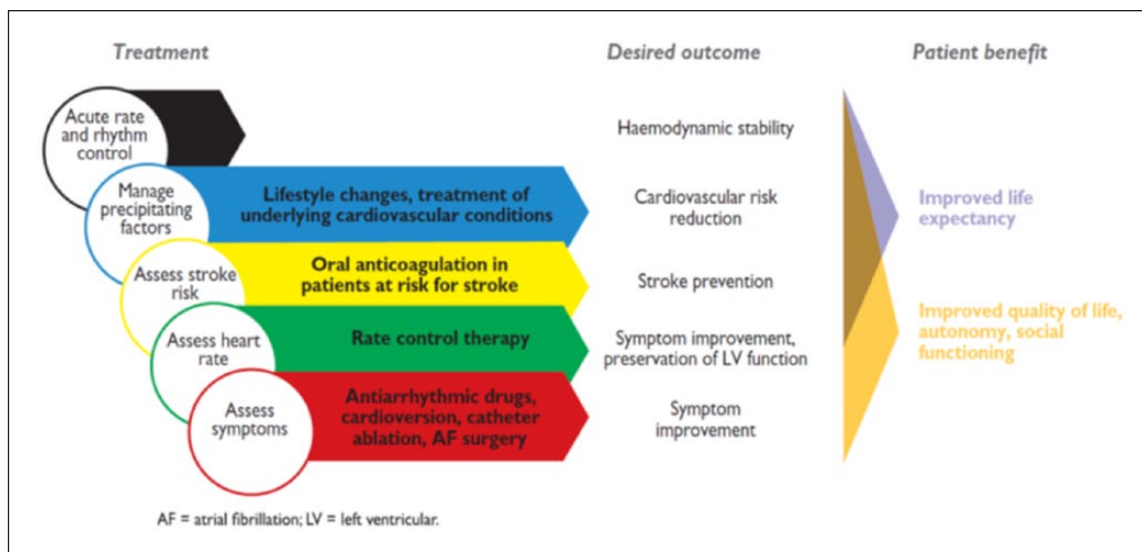 Treatment
Desired outcome
Patient benefit
Acute rate
and rhythm
control
Haemodynamic stability
Manage
precipitating
factors
Lifestyle changes, treatment of
underlying cardiovascular conditions
Cardiovascular risk
reduction
Improved life
expectancy
Assess stroke
risk
Oral anticoagulation in
patients at risk for stroke
Stroke prevention
Assess heart
rate
Rate control therapy
Symptom improvement,
preservation of LV function
Improved quality of life,
autonomy, social
functioning
Assess
symptoms
Antiarrhythmic drugs,
cardioversion, catheter
ablation, AF surgery
Symptom
improvement
AF = atrial fibrillation; LV = left ventricular.